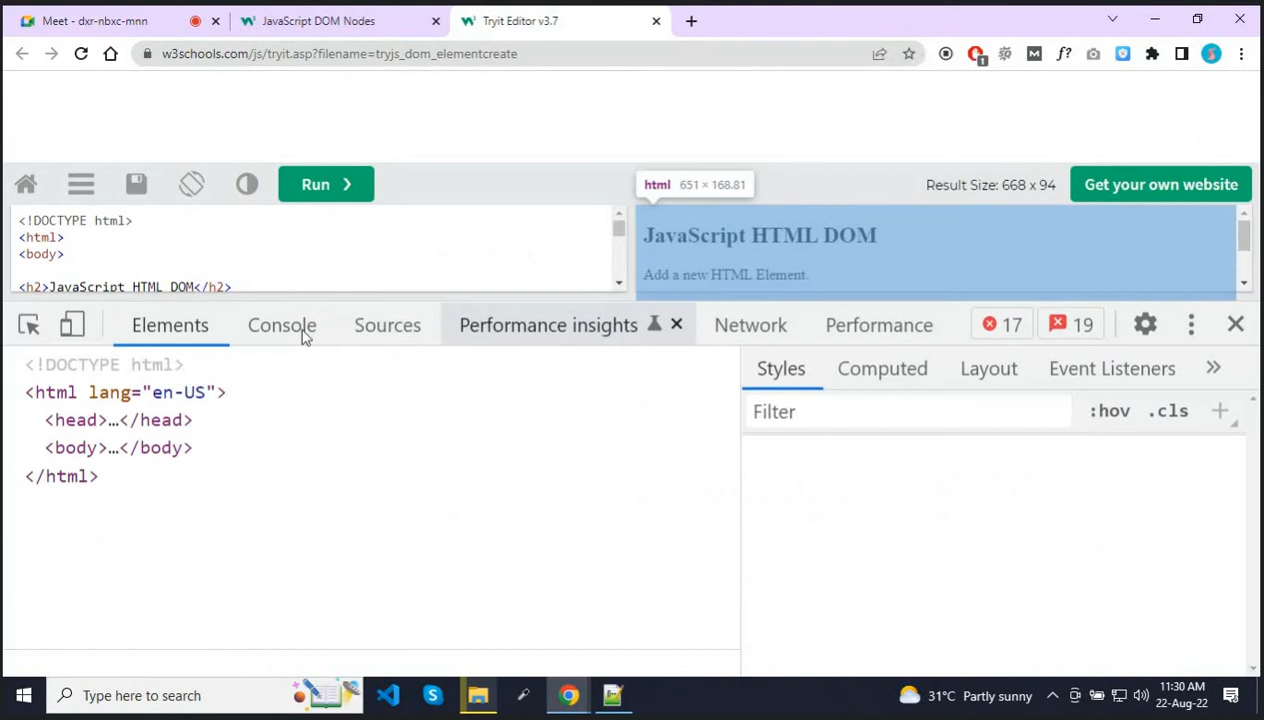 Meet - dxr-nbxc-mnn
JavaScript DOM Nodes
Tryit Editor v3.7
w3schools.com/js/tryit.asp?filename=tryjs_dom_elementcreate
f?
1
Run ❯
html 651 × 168.81
Result Size: 668 x 94
Get your own website
<!DOCTYPE html>
<html>
<body>
<h2>JavaScript HTML DOM</h2>
JavaScript HTML DOM
Add a new HTML Element.
Elements
Console
Sources
Performance insights
Network
Performance
17
19
<!DOCTYPE html>
<html lang="en-US">
<head>…</head>
<body>…</body>
</html>
Styles
Computed
Layout
Event Listeners
Filter
:hov
.cls
Type here to search
31°C Partly sunny
11:30 AM
22-Aug-22